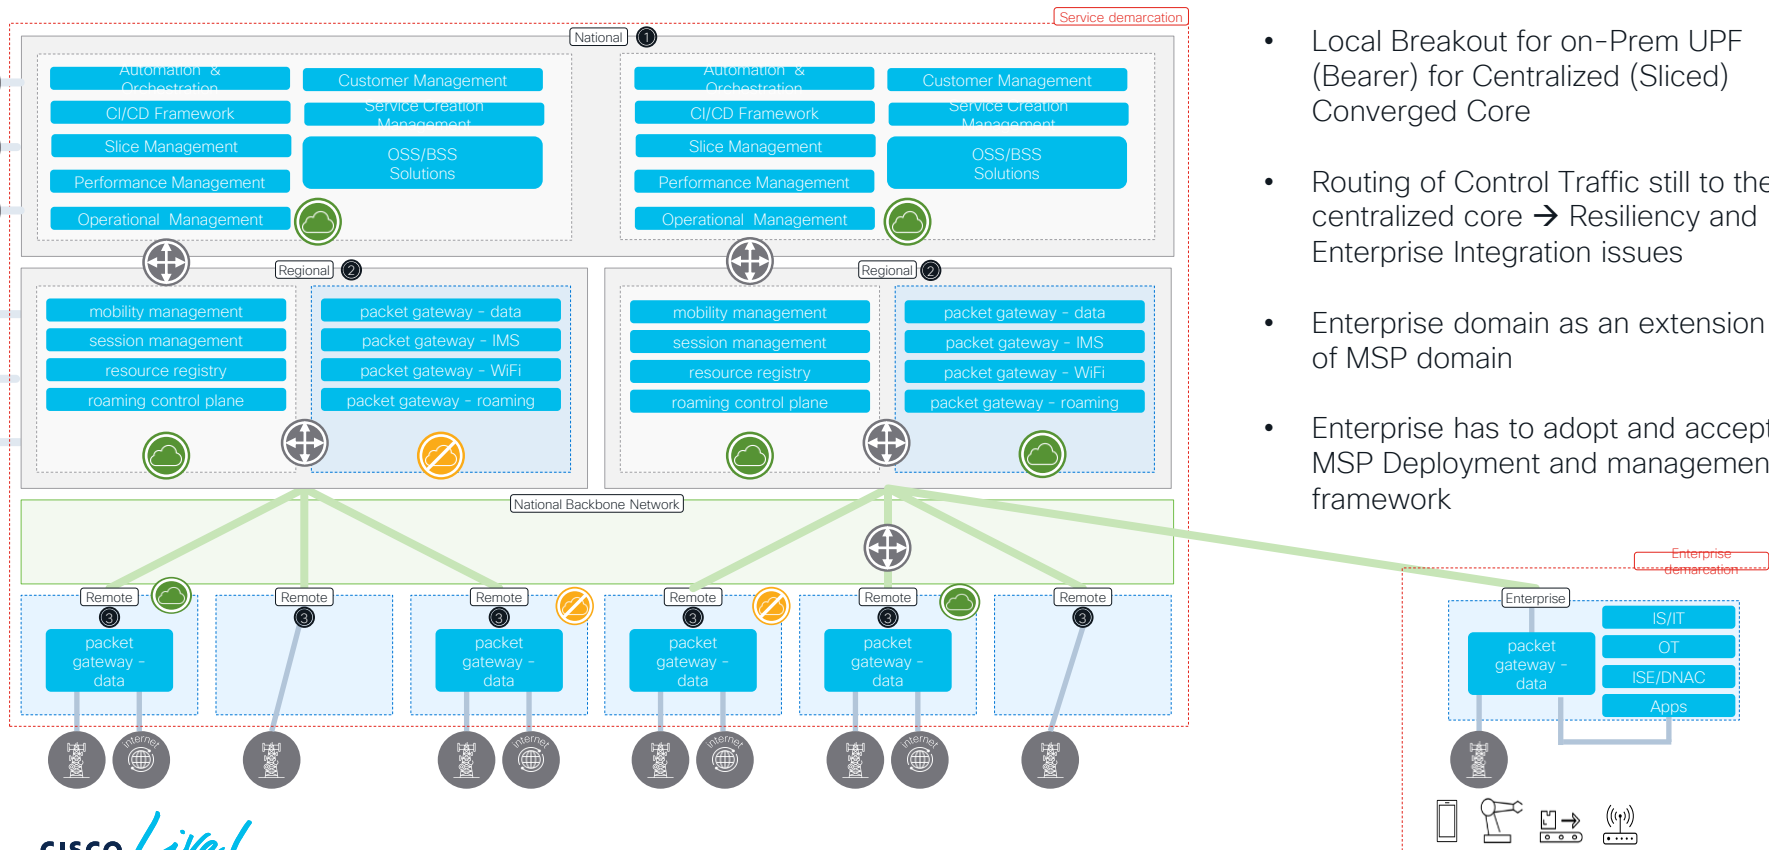 Service demarcation
National 1
Automation &
Orchestration
Customer Management
CI/CD Framework
Service Creation
Management
Slice Management
OSS/BSS
Solutions
Performance Management
Operational Management
Automation &
Orchestration
Customer Management
CI/CD Framework
Service Creation
Management
Slice Management
OSS/BSS
Solutions
Performance Management
Operational Management
Regional 2
mobility management
session management
resource registry
roaming control plane
packet gateway - data
packet gateway - IMS
packet gateway - WiFi
packet gateway - roaming
Regional 2
mobility management
session management
resource registry
roaming control plane
packet gateway - data
packet gateway - IMS
packet gateway - WiFi
packet gateway - roaming
National Backbone Network
Remote
3
packet
gateway -
data
internet
Remote
3
Remote
3
packet
gateway -
data
internet
Remote
3
packet
gateway -
data
internet
Remote
3
packet
gateway -
data
internet
Remote
3
• Local Breakout for on-Prem UPF
(Bearer) for Centralized (Sliced)
Converged Core
• Routing of Control Traffic still to the
centralized core → Resiliency and
Enterprise Integration issues
• Enterprise domain as an extension
of MSP domain
• Enterprise has to adopt and accept
MSP Deployment and managemen
framework
Enterprise
demarcation
Enterprise
packet
gateway -
data
IS/IT
OT
ISE/DNAC
Apps
cisco Live!